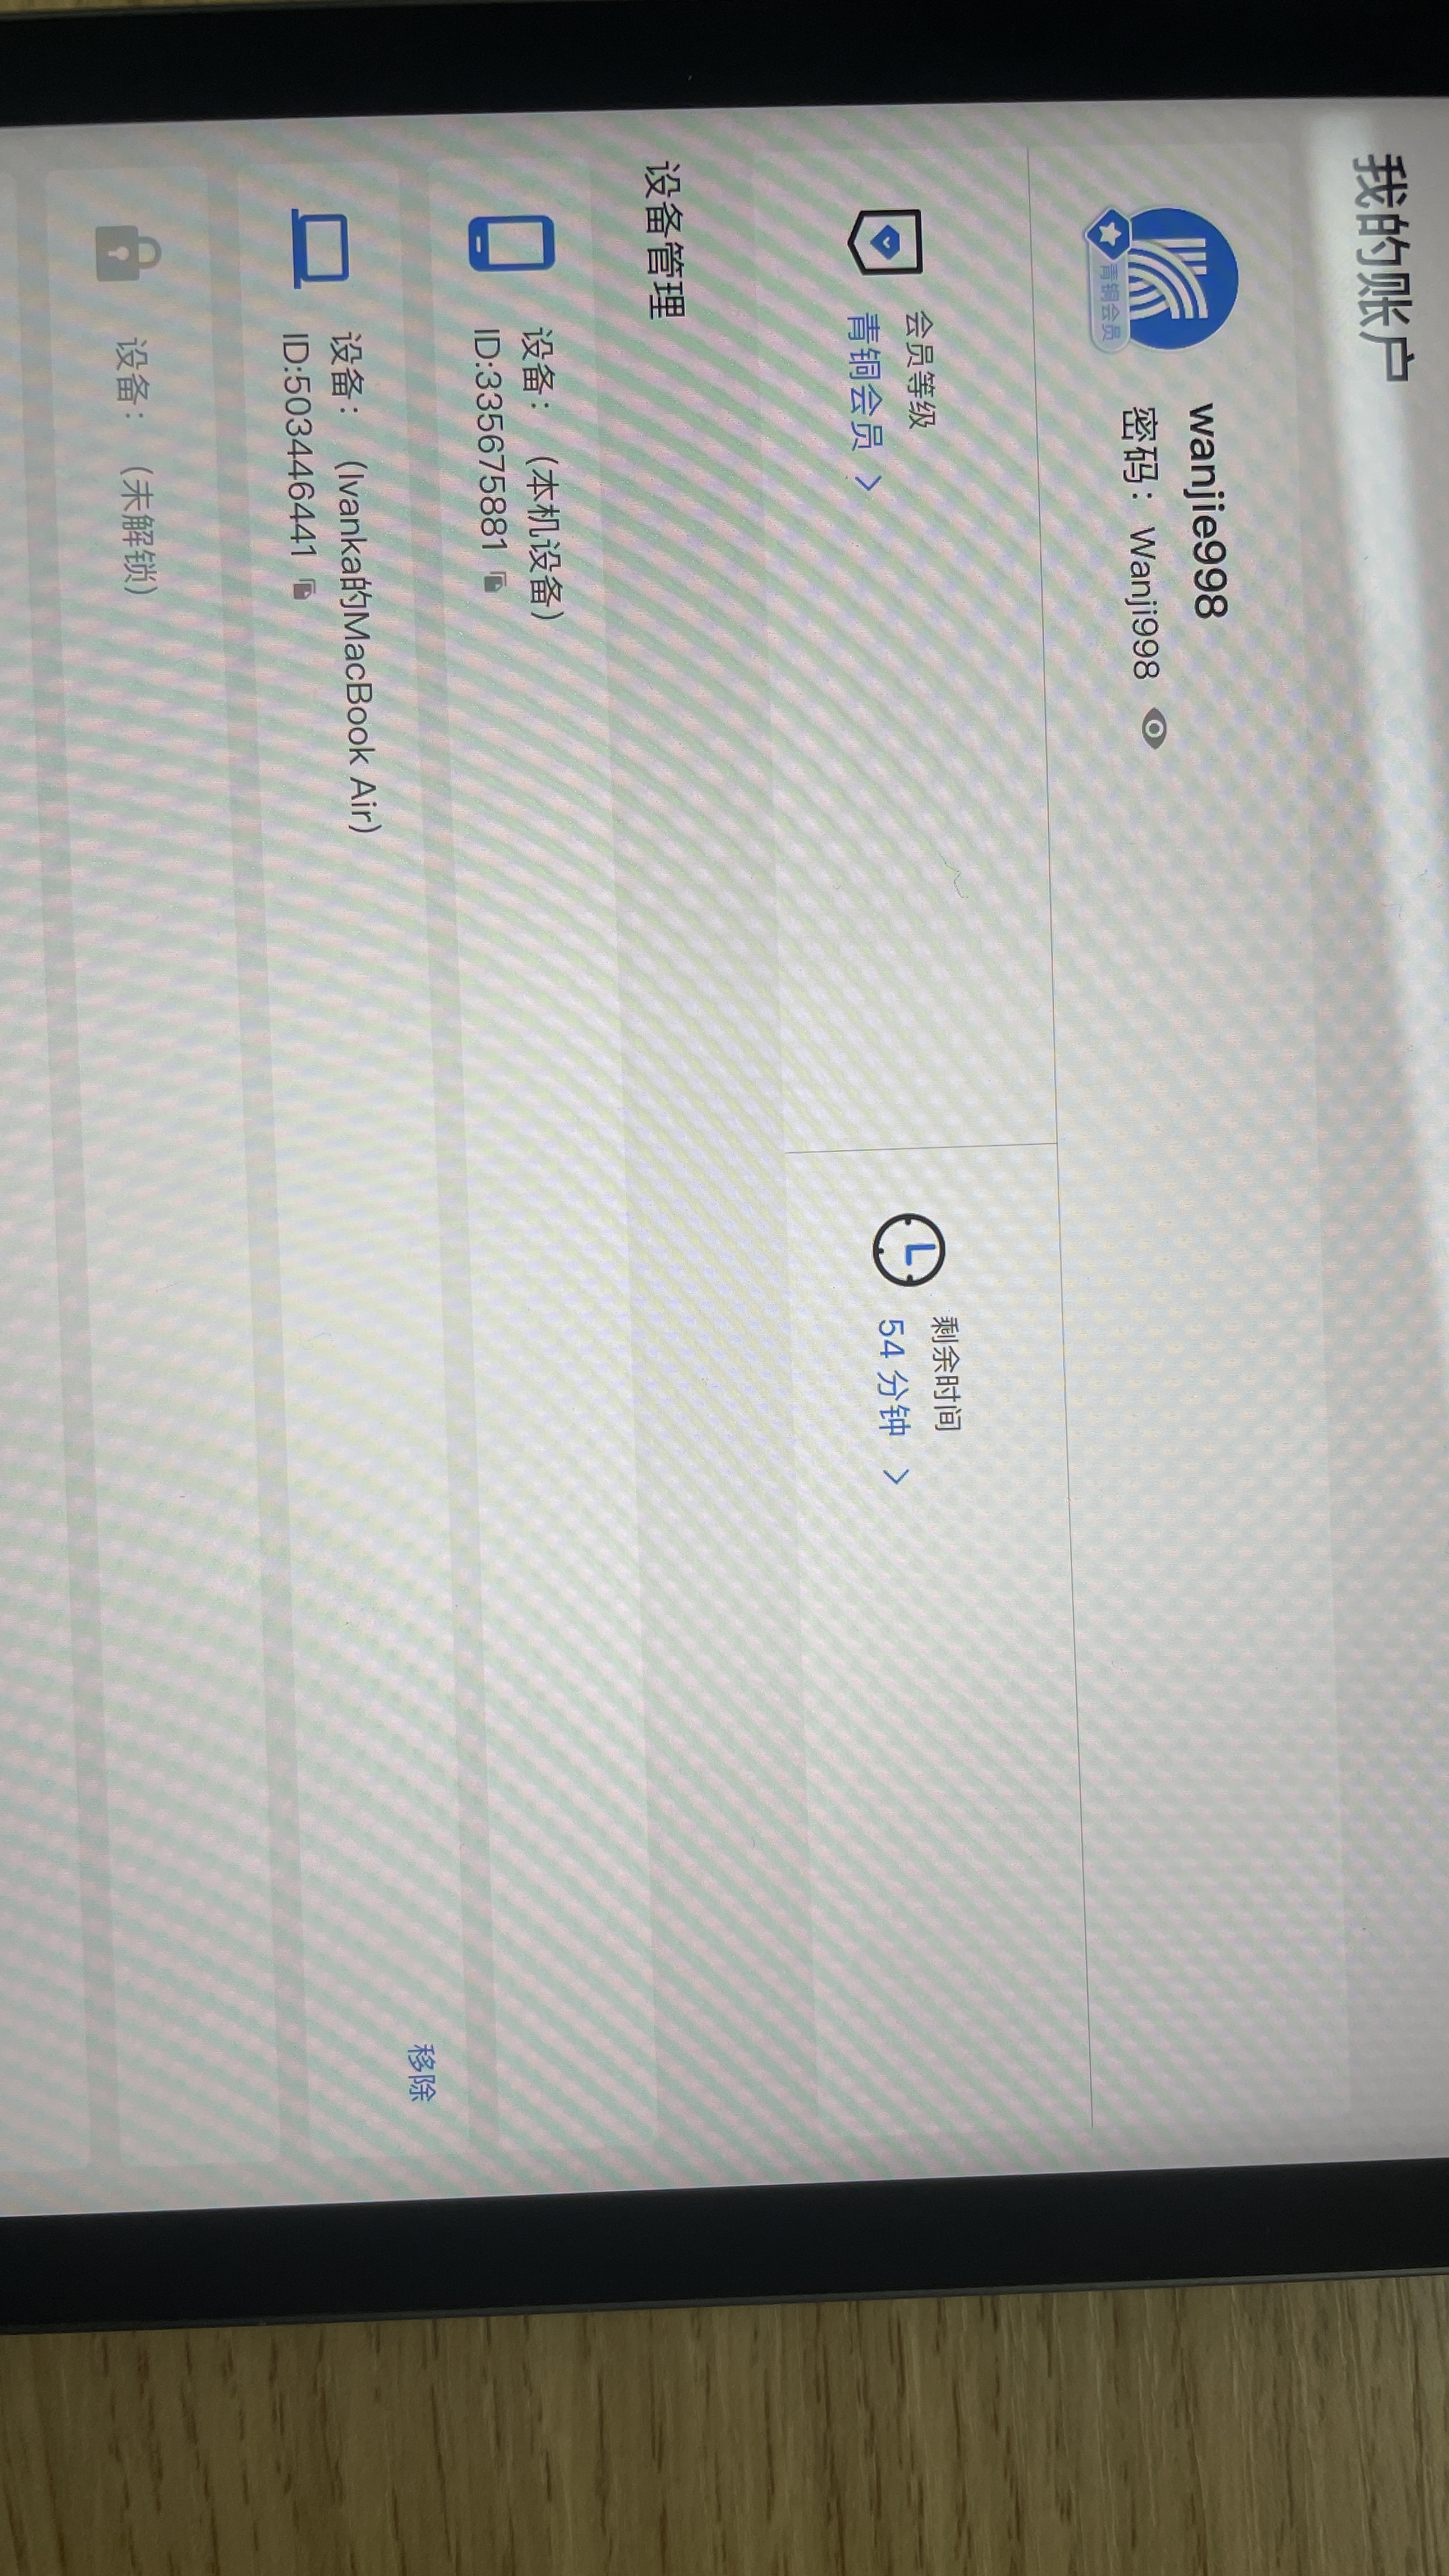 我的账户
wanjie998
密码：Wanji998
青铜会员
会员等级
青铜会员
剩余时间
54 分钟
设备管理
设备：（本机设备）
ID:335675881
移除
设备：（Ivanka的MacBook Air）
ID:503446441
设备：（未解锁）